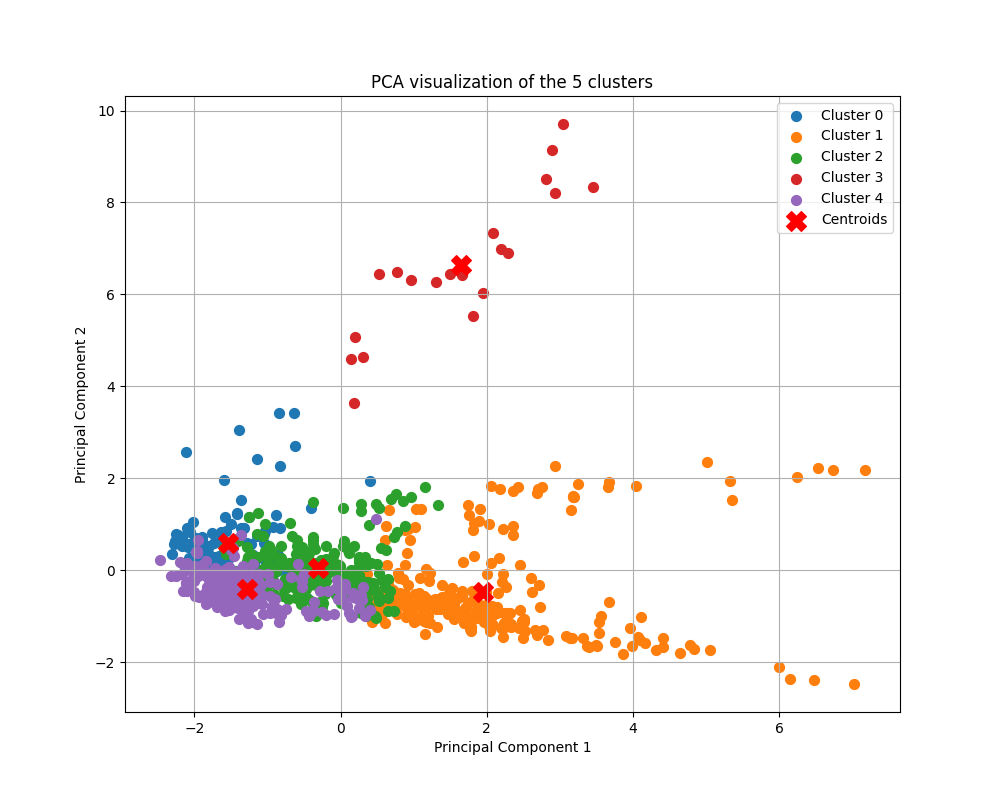 PCA visualization of the 5 clusters
Cluster 0
Cluster 1
Cluster 2
Cluster 3
Cluster 4
Centroids
Principal Component 2
10
8
6
4
2
0
−2
−2 0 2 4 6
Principal Component 1